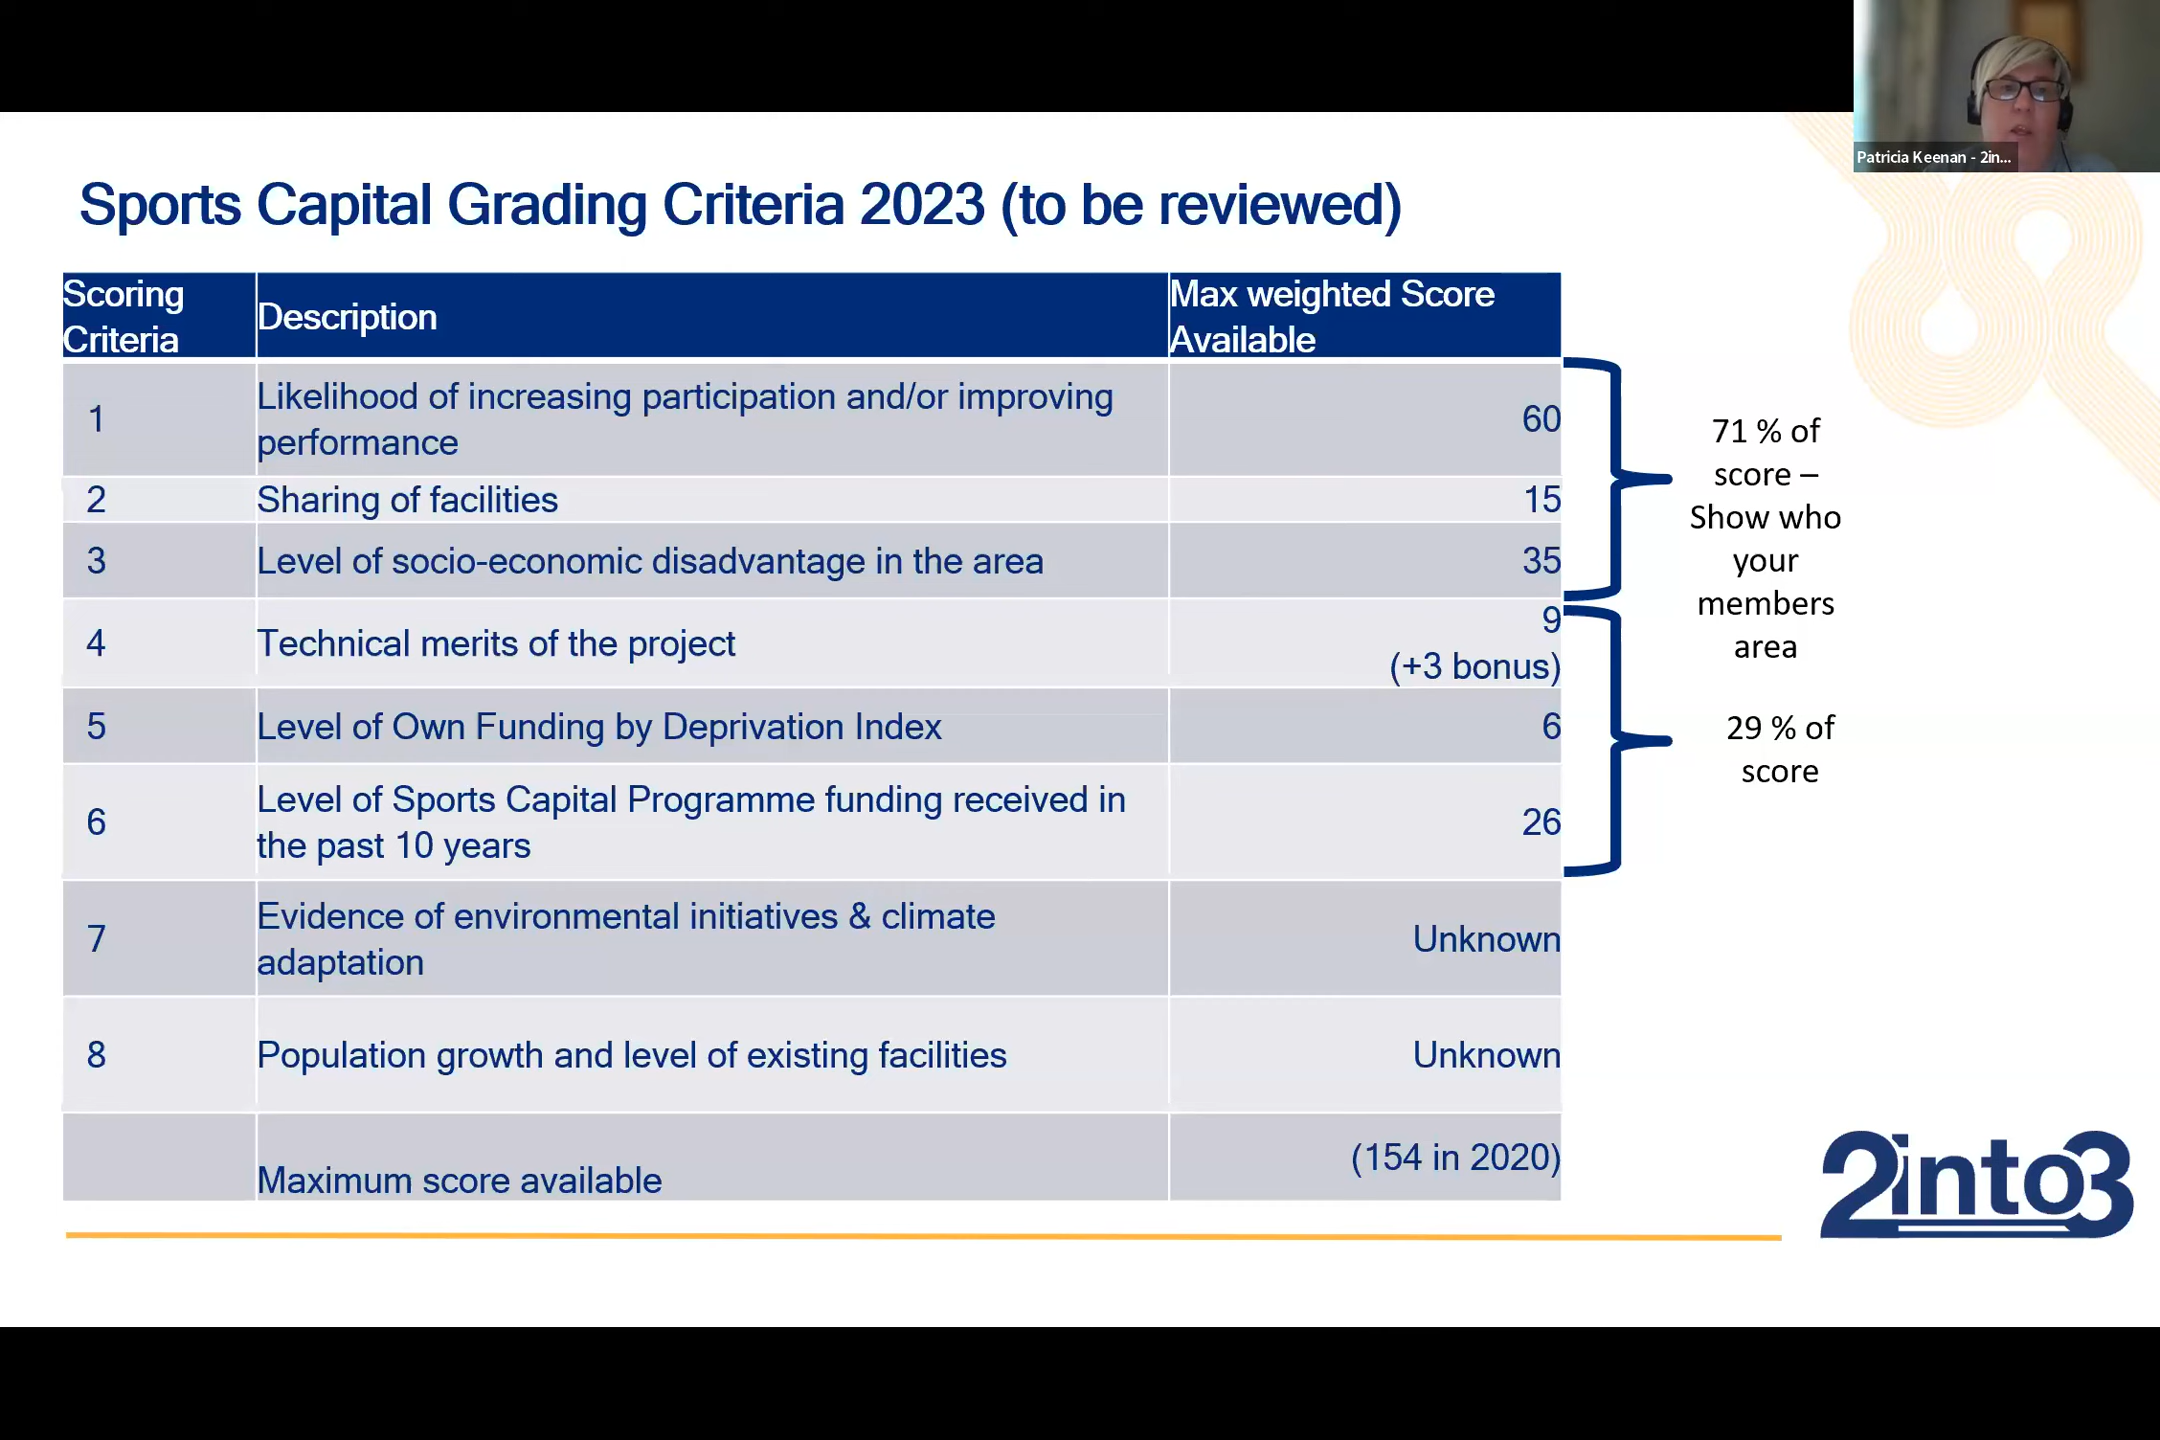 Patricia Keenan - 2in...
Sports Capital Grading Criteria 2023 (to be reviewed)
Scoring
Criteria
Description
Max weighted Score
Available
1
Likelihood of increasing participation and/or improving
performance
60
2
Sharing of facilities
15
3
Level of socio-economic disadvantage in the area
35
4
Technical merits of the project
9
(+3 bonus)
5
Level of Own Funding by Deprivation Index
6
6
Level of Sports Capital Programme funding received in
the past 10 years
26
7
Evidence of environmental initiatives & climate
adaptation
Unknown
8
Population growth and level of existing facilities
Unknown
Maximum score available
(154 in 2020)
71 % of
score –
Show who
your
members
area
29 % of
score
2into3